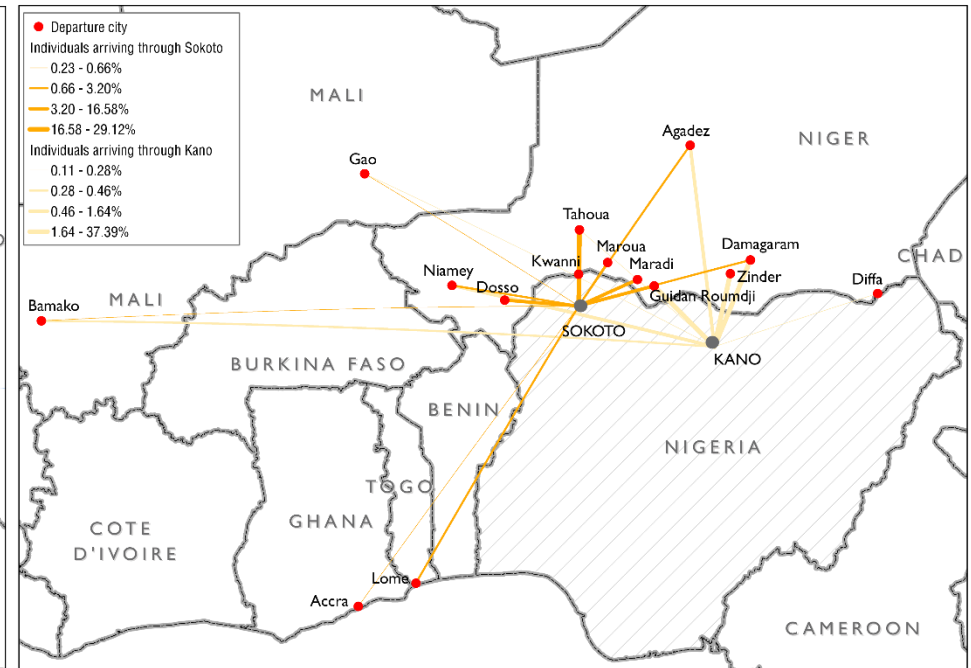 Departure city
Individuals arriving through Sokoto
0.23 - 0.66%
0.66 - 3.20%
3.20 - 16.58%
16.58 - 29.12%
Individuals arriving through Kano
0.11 - 0.28%
0.28 - 0.46%
0.46 - 1.64%
1.64 - 37.39%
MALI
Agadez
NIGER
Gao
Tahoua
Maroua
Damagaram
CHAD
Kwanni
Maradi
Niamey
Zinder
Diffa
Dosso
Guidan Roumdji
MALI
Bamako
SOKOTO
KANO
BURKINA FASO
BENIN
NIGERIA
TOGO
GHANA
COTE
D'IVOIRE
Lome
Accra
CAMEROON